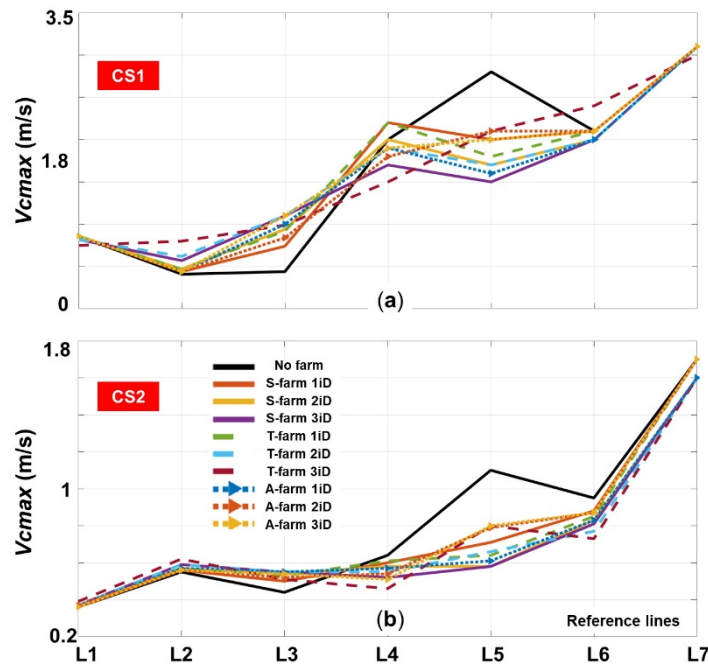 3.5
CS1
Vcmax (m/s)
1.8
0
(a)
1.8
CS2
No farm
S-farm 1iD
S-farm 2iD
S-farm 3iD
T-farm 1iD
T-farm 2iD
T-farm 3iD
A-farm 1iD
A-farm 2iD
A-farm 3iD
Vcmax (m/s)
1
0.2
(b)
Reference lines
L1 L2 L3 L4 L5 L6 L7